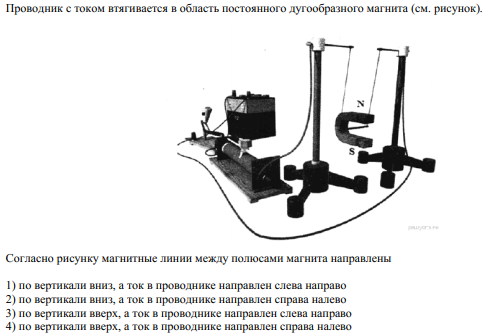 Проводник с током втягивается в область постоянного дугообразного магнита (см. рисунок).
N
S
Согласно рисунку магнитные линии между полюсами магнита направлены
1) по вертикали вниз, а ток в проводнике направлен слева направо
2) по вертикали вниз, а ток в проводнике направлен справа налево
3) по вертикали вверх, а ток в проводнике направлен слева направо
4) по вертикали вверх, а ток в проводнике направлен справа налево